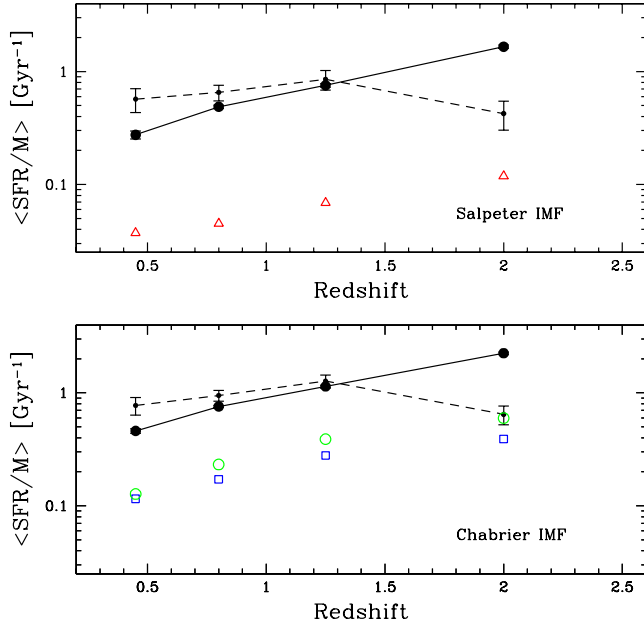 <SFR/M> [Gyr⁻¹]
1
0.1
Salpeter IMF
0.5 1 1.5 2 2.5
Redshift
<SFR/M> [Gyr⁻¹]
1
0.1
Chabrier IMF
0.5 1 1.5 2 2.5
Redshift